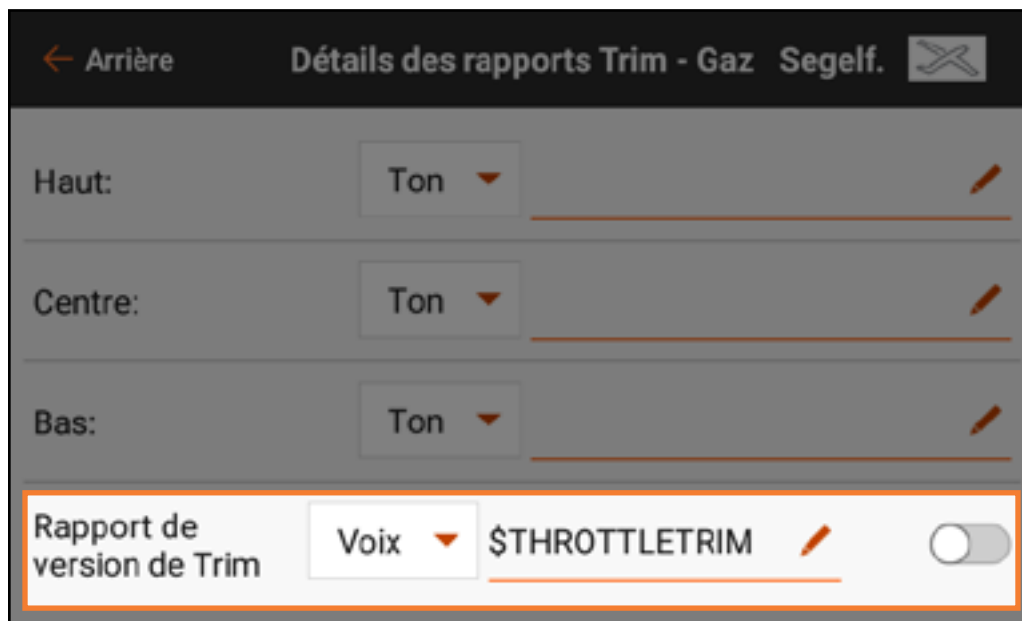 Arrière Détails des rapports Trim - Gaz Segelf.
Haut: Ton
Centre: Ton
Bas: Ton
Rapport de
version de Trim Voix $THROTTLETRIM